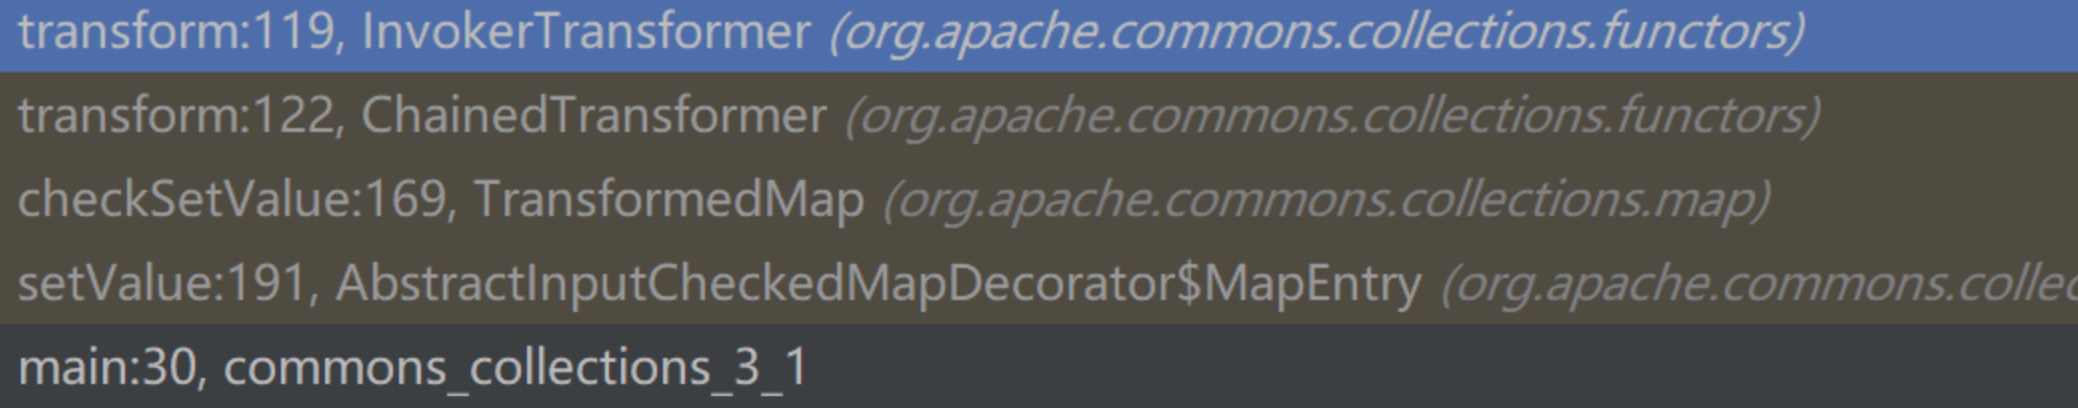 transform:119, InvokerTransformer (org.apache.commons.collections.functors)
transform:122, ChainedTransformer (org.apache.commons.collections.functors)
checkSetValue:169, TransformedMap (org.apache.commons.collections.map)
setValue:191, AbstractInputCheckedMapDecorator$MapEntry (org.apache.commons.collec
main:30, commons_collections_3_1